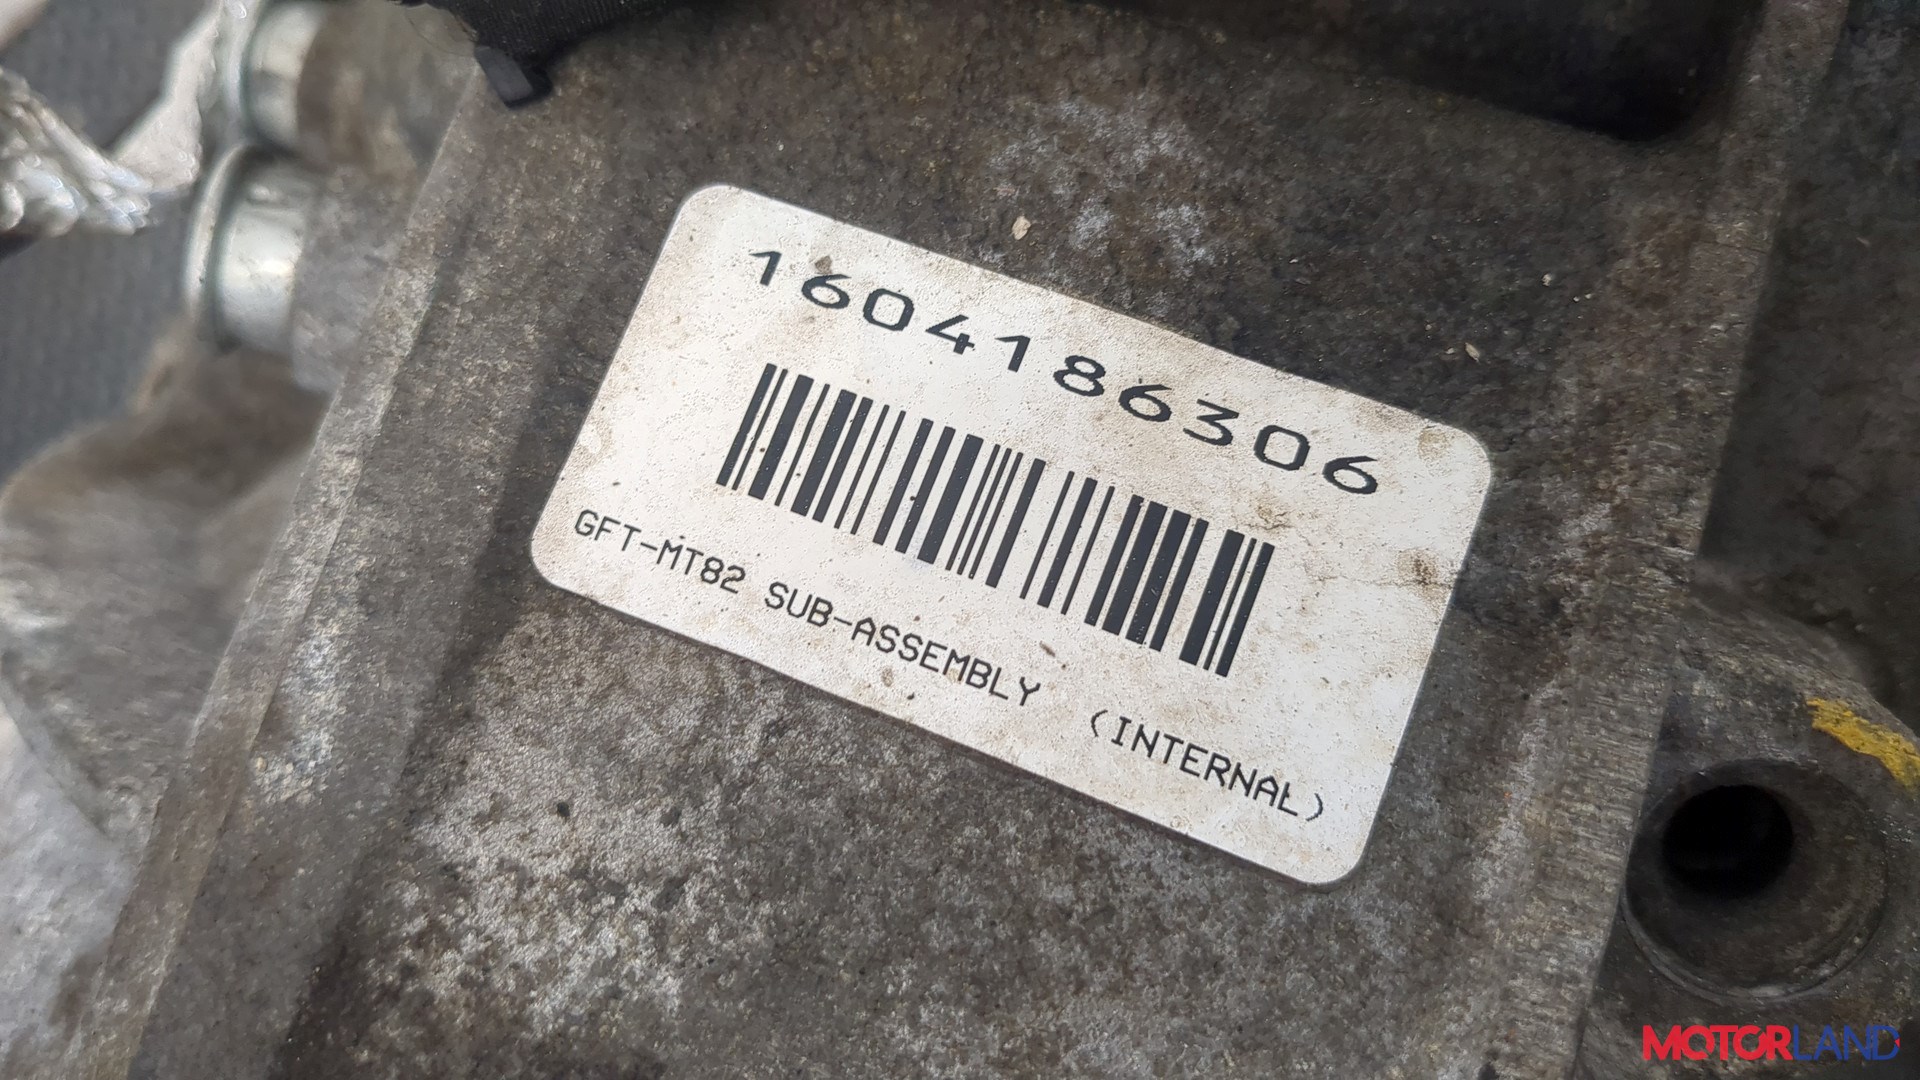 1604186306
GFT-MT82 SUB-ASSEMBLY (INTERNAL)
MOTORLAND